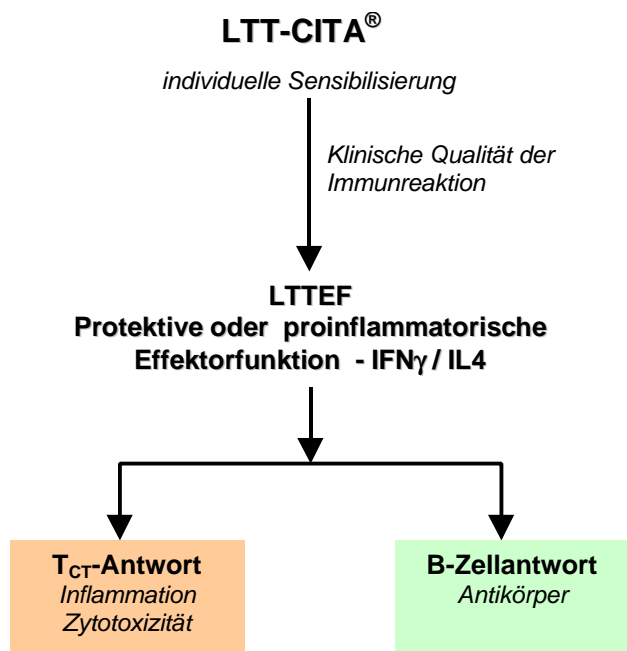 LTT-CITA®
individuelle Sensibilisierung
Klinische Qualität der
Immunreaktion
LTTEF
Protektive oder proinflammatorische
Effektorfunktion - IFNγ / IL4
T_CT-Antwort
Inflammation
Zytotoxizität
B-Zellantwort
Antikörper